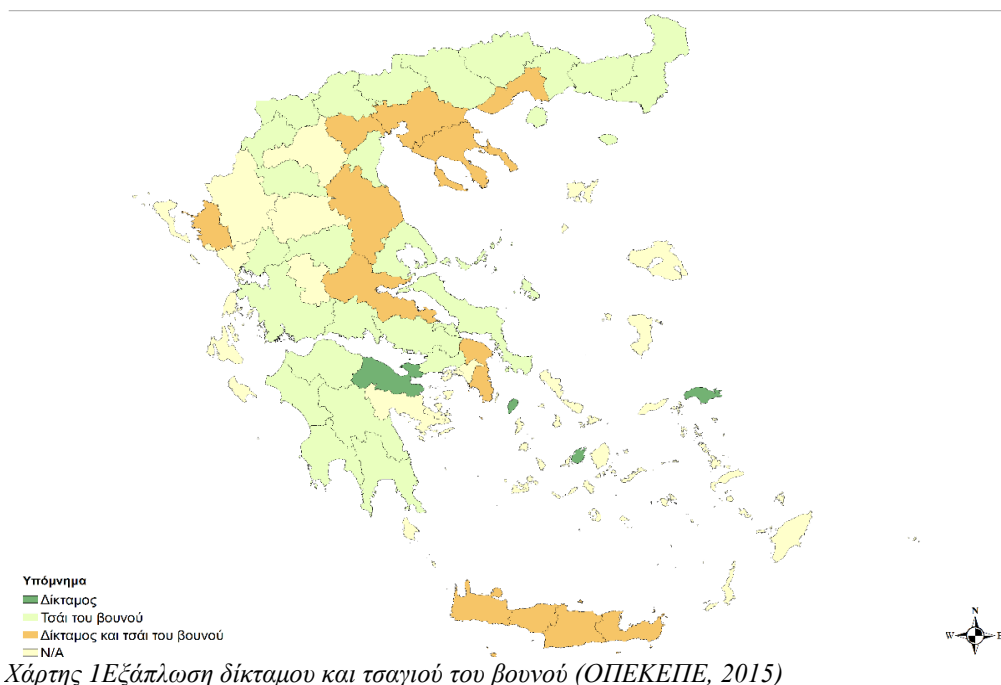 Υπόμνημα
Δίκταμος
Τσάι του βουνού
Δίκταμος και τσάι του βουνού
N/A
N
W E
S
Χάρτης 1Εξάπλωση δίκταμου και τσαγιού του βουνού (ΟΠΕΚΕΠΕ, 2015)